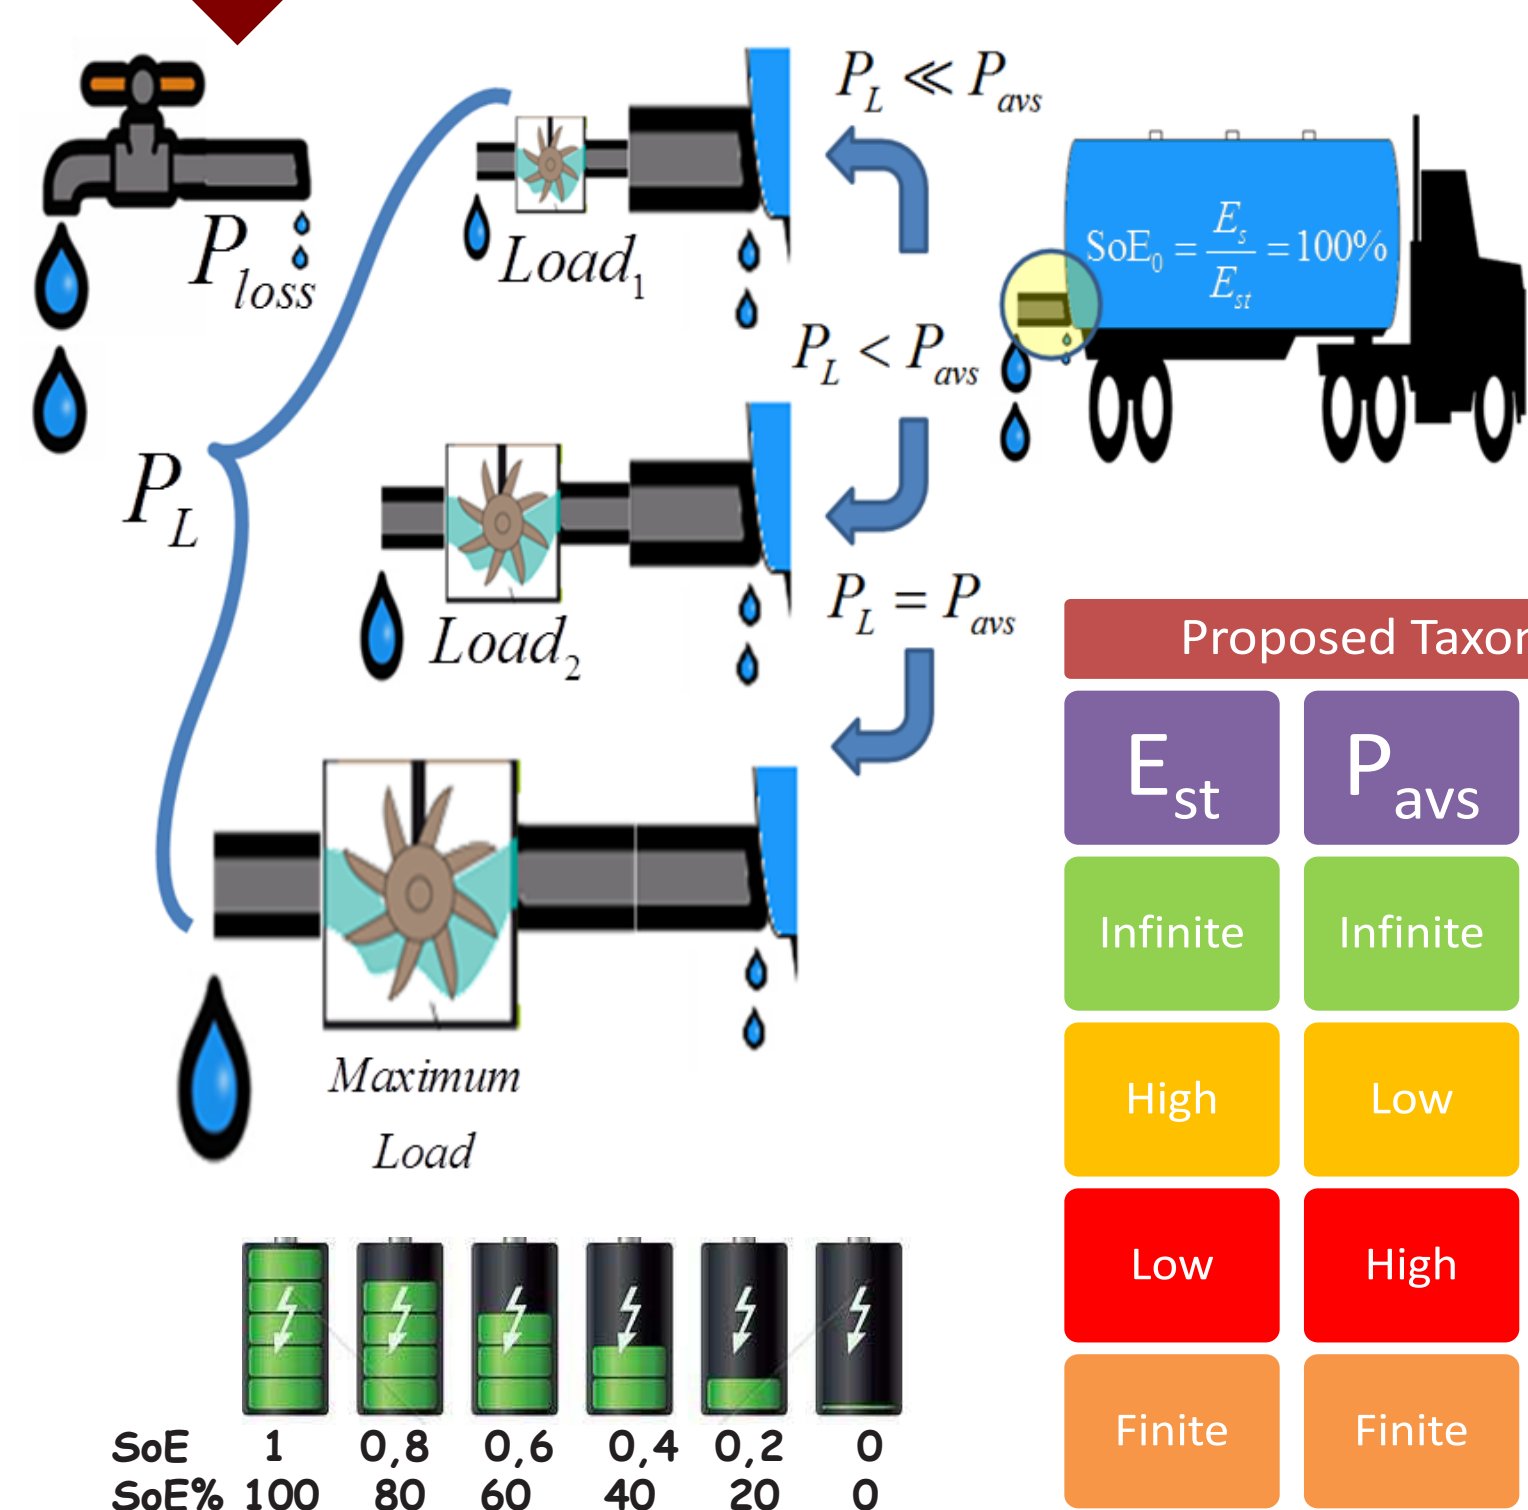 P_loss
P_L
Load_1
Load_2
Maximum
Load
P_L ≪ P_avs
P_L < P_avs
P_L = P_avs
SoE_0 = E_s / E_st = 100%
Proposed
E_st P_avs
Infinite Infinite
High Low
Low High
Finite Finite
SoE 1 0,8 0,6 0,4 0,2 0
SoE% 100 80 60 40 20 0